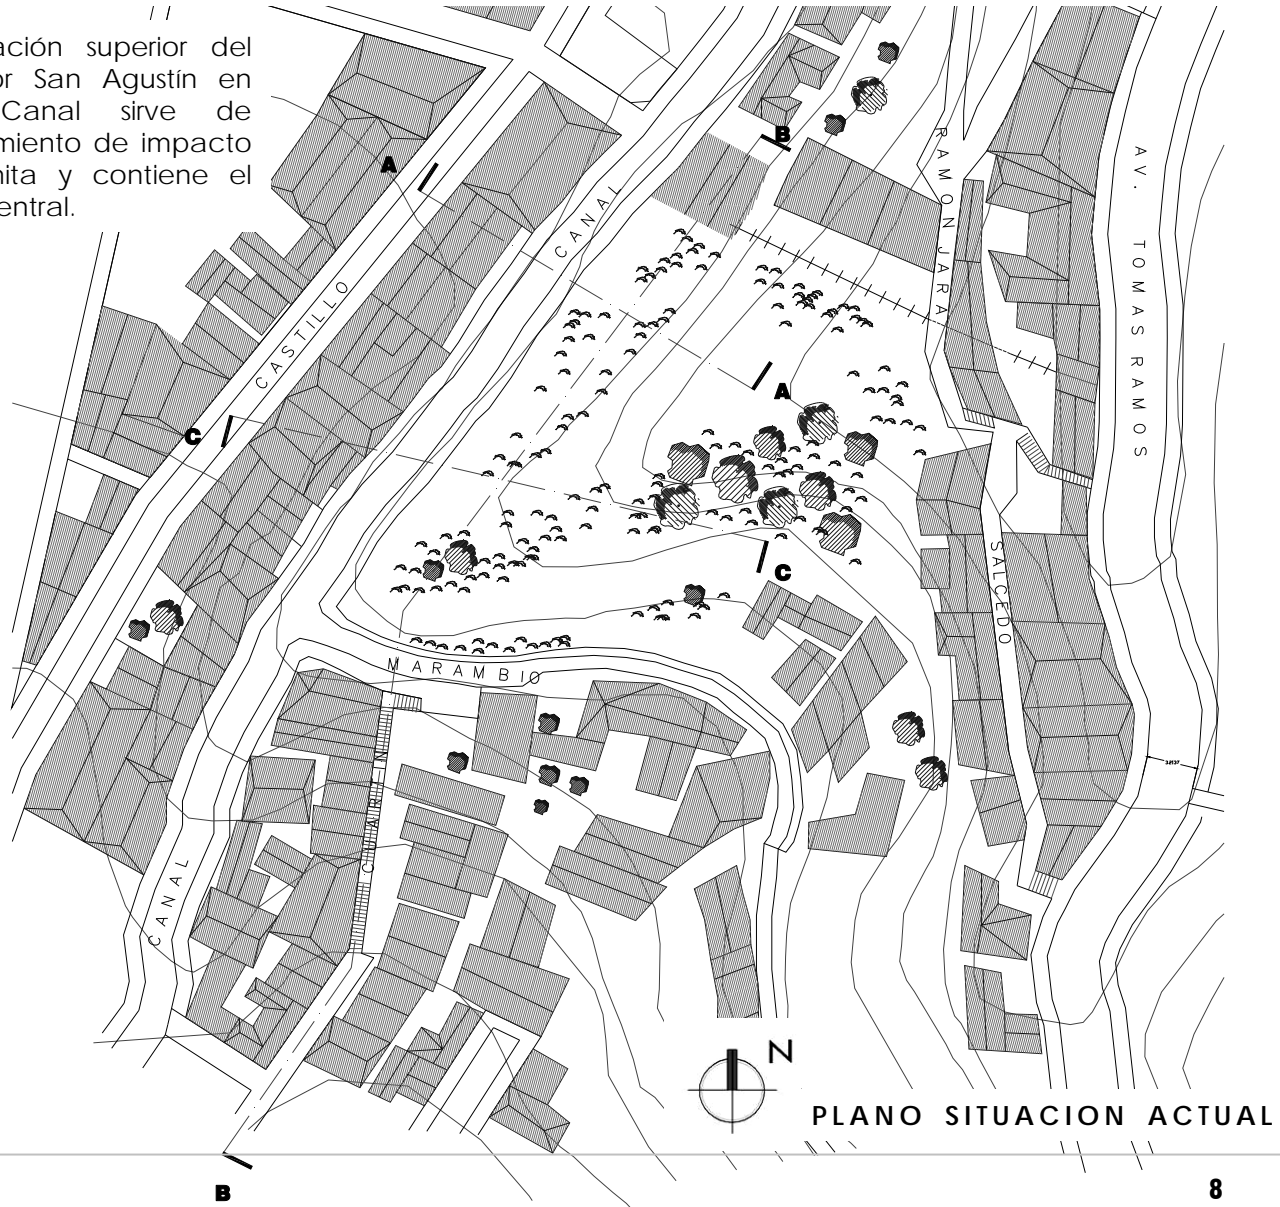 ación superior del
or San Agustín en
Canal sirve de
miento de impacto
nita y contiene el
entral.
A
B
CANAL
RAMON JARA
AV. TOMAS RAMOS
CASTILLO
A
C
C
SALCEDO
MARAMBIO
CANAL
N
PLANO SITUACION ACTUAL
B
8